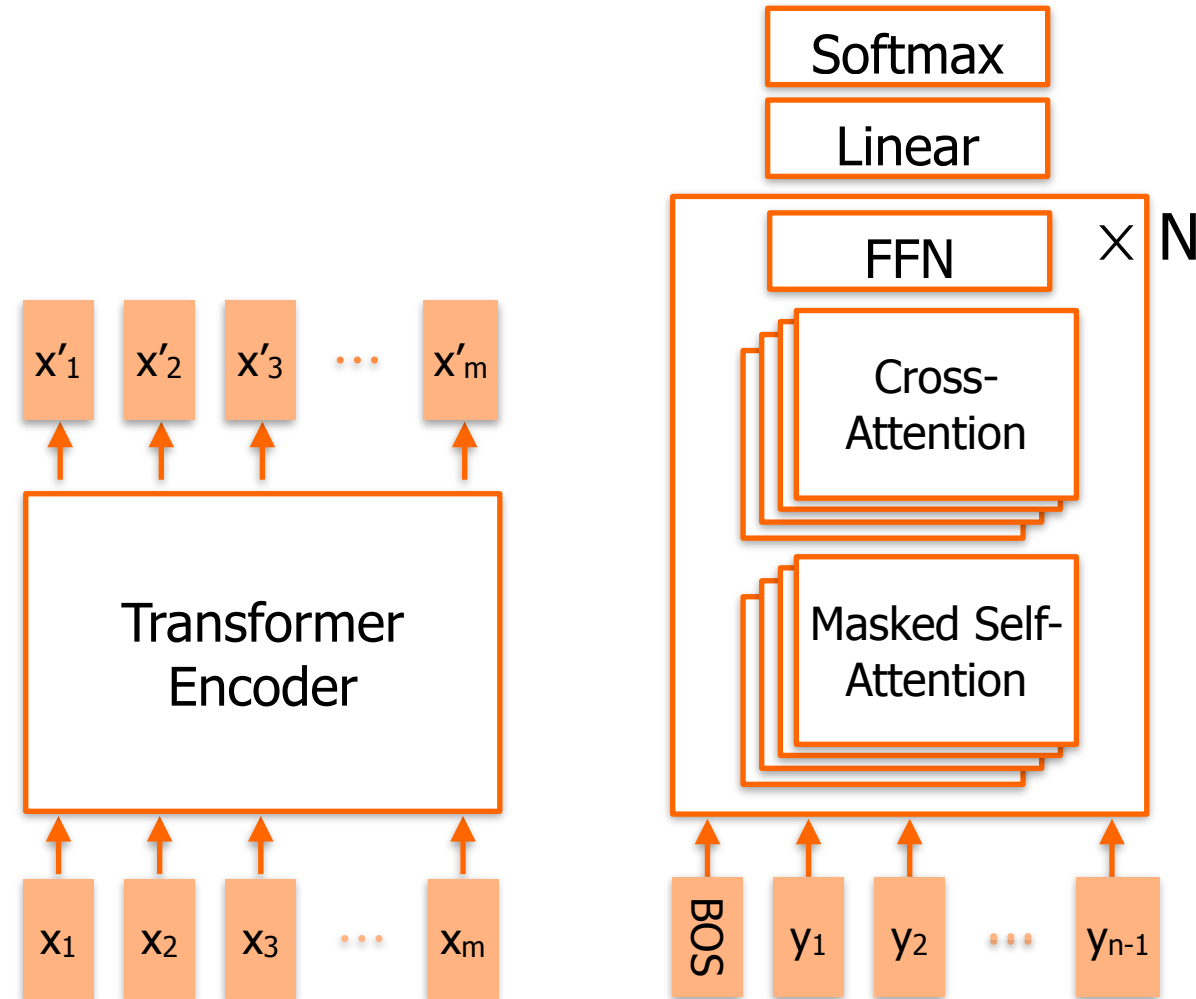 Softmax
Linear
FFN
× N
Cross-
Attention
Masked Self-
Attention
x′1 x′2 x′3 ... x′m
Transformer
Encoder
x1 x2 x3 ... xm
BOS y1 y2 ... yn-1